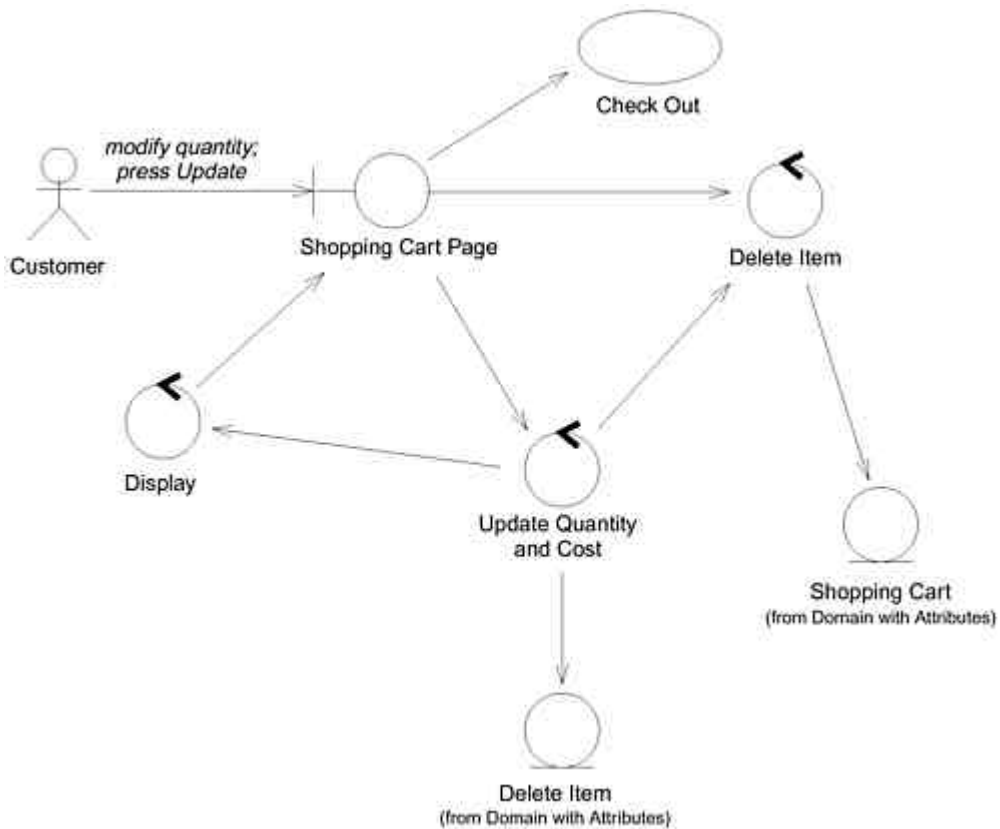 Check Out
modify quantity;
press Update
Customer
Shopping Cart Page
Delete Item
Display
Update Quantity
and Cost
Shopping Cart
(from Domain with Attributes)
Delete Item
(from Domain with Attributes)